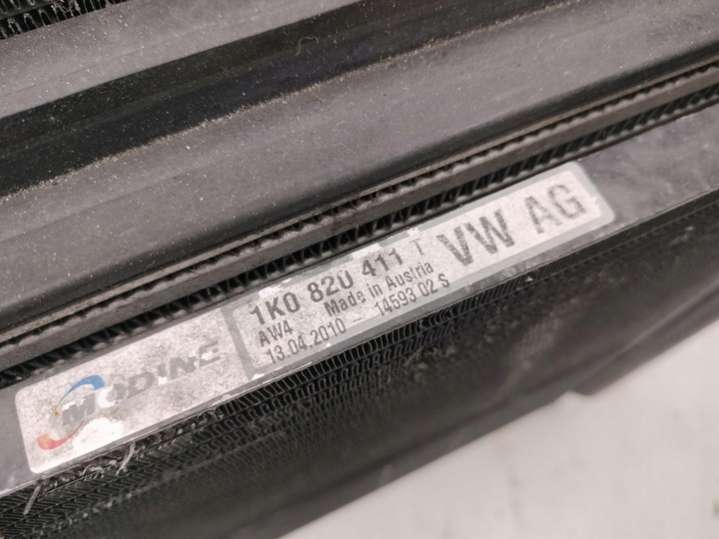 MODINE
1K0 820 411 T
AW4 Made in Austria
13.04.2010 14593 02 S
VW AG